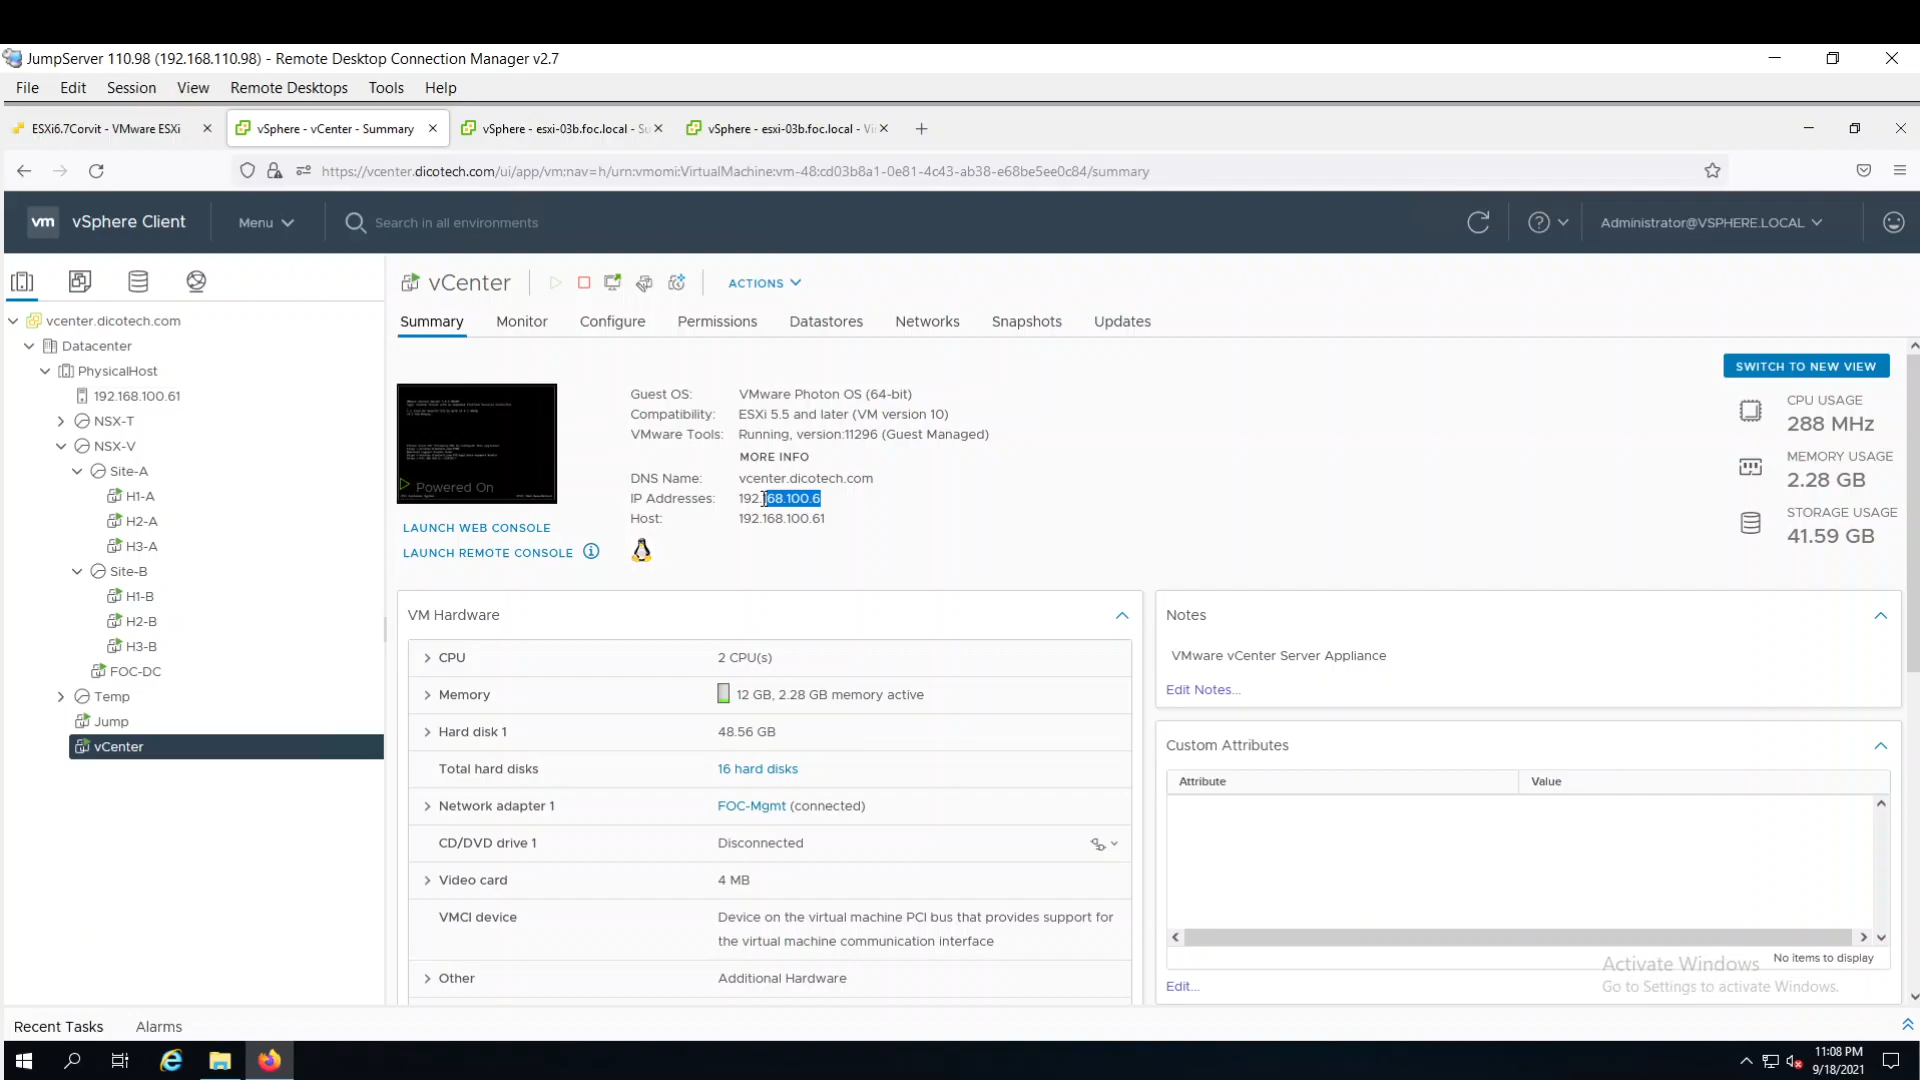 JumpServer 110.98 (192.168.110.98) - Remote Desktop Connection Manager v2.7
File Edit Session View Remote Desktops Tools Help
ESXi6.7Corvit - VMware ESXi
vSphere - vCenter - Summary
vSphere - esxi-03b.foc.local - Su
vSphere - esxi-03b.foc.local - Vi
https://vcenter.dicotech.com/ui/app/vm;nav=h/urn:vmomi:VirtualMachine:vm-48:cd03b8a1-0e81-4c43-ab38-e68be5ee0c84/summary
vm vSphere Client Menu Search in all environments Administrator@VSPHERE.LOCAL
vcenter.dicotech.com
Datacenter
PhysicalHost
192.168.100.61
NSX-T
NSX-V
Site-A
H1-A
H2-A
H3-A
Site-B
H1-B
H2-B
H3-B
FOC-DC
Temp
Jump
vCenter
vCenter ACTIONS
Summary Monitor Configure Permissions Datastores Networks Snapshots Updates
SWITCH TO NEW VIEW
Powered On
LAUNCH WEB CONSOLE
LAUNCH REMOTE CONSOLE
Guest OS: VMware Photon OS (64-bit)
Compatibility: ESXi 5.5 and later (VM version 10)
VMware Tools: Running, version:11296 (Guest Managed)
MORE INFO
DNS Name: vcenter.dicotech.com
IP Addresses: 192.168.100.6
Host: 192.168.100.61
CPU USAGE
288 MHz
MEMORY USAGE
2.28 GB
STORAGE USAGE
41.59 GB
VM Hardware
CPU 2 CPU(s)
Memory 12 GB, 2.28 GB memory active
Hard disk 1 48.56 GB
Total hard disks 16 hard disks
Network adapter 1 FOC-Mgmt (connected)
CD/DVD drive 1 Disconnected
Video card 4 MB
VMCI device Device on the virtual machine PCI bus that provides support for
the virtual machine communication interface
Other Additional Hardware
Notes
VMware vCenter Server Appliance
Edit Notes...
Custom Attributes
Attribute Value
No items to display
Edit...
Activate Windows
Go to Settings to activate Windows.
Recent Tasks Alarms
11:08 PM
9/18/2021